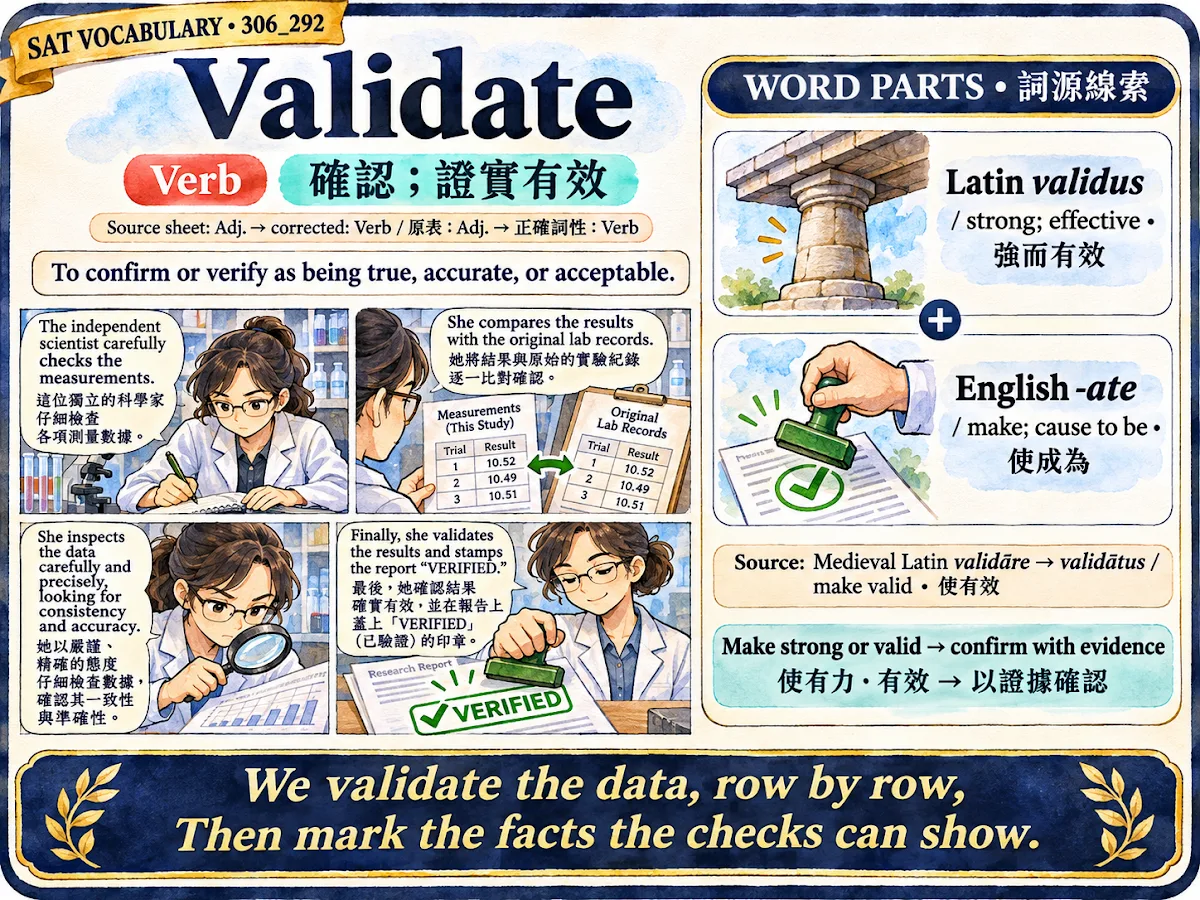 SAT VOCABULARY • 306_292
Validate
Verb
確認；證實有效
Source sheet: Adj. → corrected: Verb / 原表：Adj. → 正確詞性：Verb
To confirm or verify as being true, accurate, or acceptable.
The independent
scientist carefully
checks the
measurements.
這位獨立的科學家
仔細檢查
各項測量數據。
She compares the results
with the original lab records.
她將結果與原始的實驗紀錄
逐一比對確認。
Measurements
(This Study)
Trial Result
1 10.52
2 10.49
3 10.51
Original
Lab Records
Trial Result
1 10.52
2 10.49
3 10.51
She inspects
the data
carefully and
precisely,
looking for
consistency
and accuracy.
她以嚴謹、
精確的態度
仔細檢查數據，
確認其一致性
與準確性。
Finally, she validates
the results and stamps
the report “VERIFIED.”
最後，她確認結果
確實有效，並在報告上
蓋上「VERIFIED」
（已驗證）的印章。
Research Report
VERIFIED
WORD PARTS • 詞源線索
Latin validus
/ strong; effective •
強而有效
+
English -ate
/ make; cause to be •
使成為
Source: Medieval Latin validāre → validātus /
make valid • 使有效
Make strong or valid → confirm with evidence
使有力 · 有效 → 以證據確認
We validate the data, row by row,
Then mark the facts the checks can show.